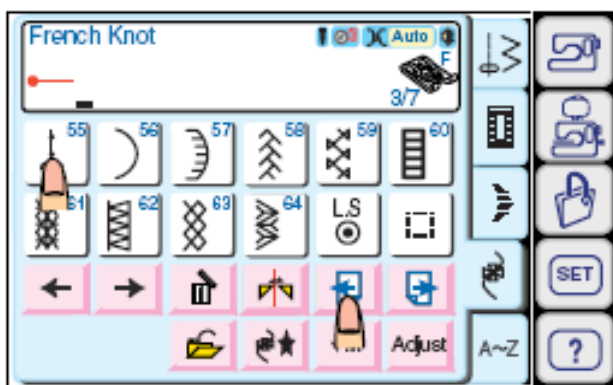 French Knot
Auto
F
3/7
55 56 57 58 59 60
61 62 63 64 L.S
Adjust
A~Z
SET
?